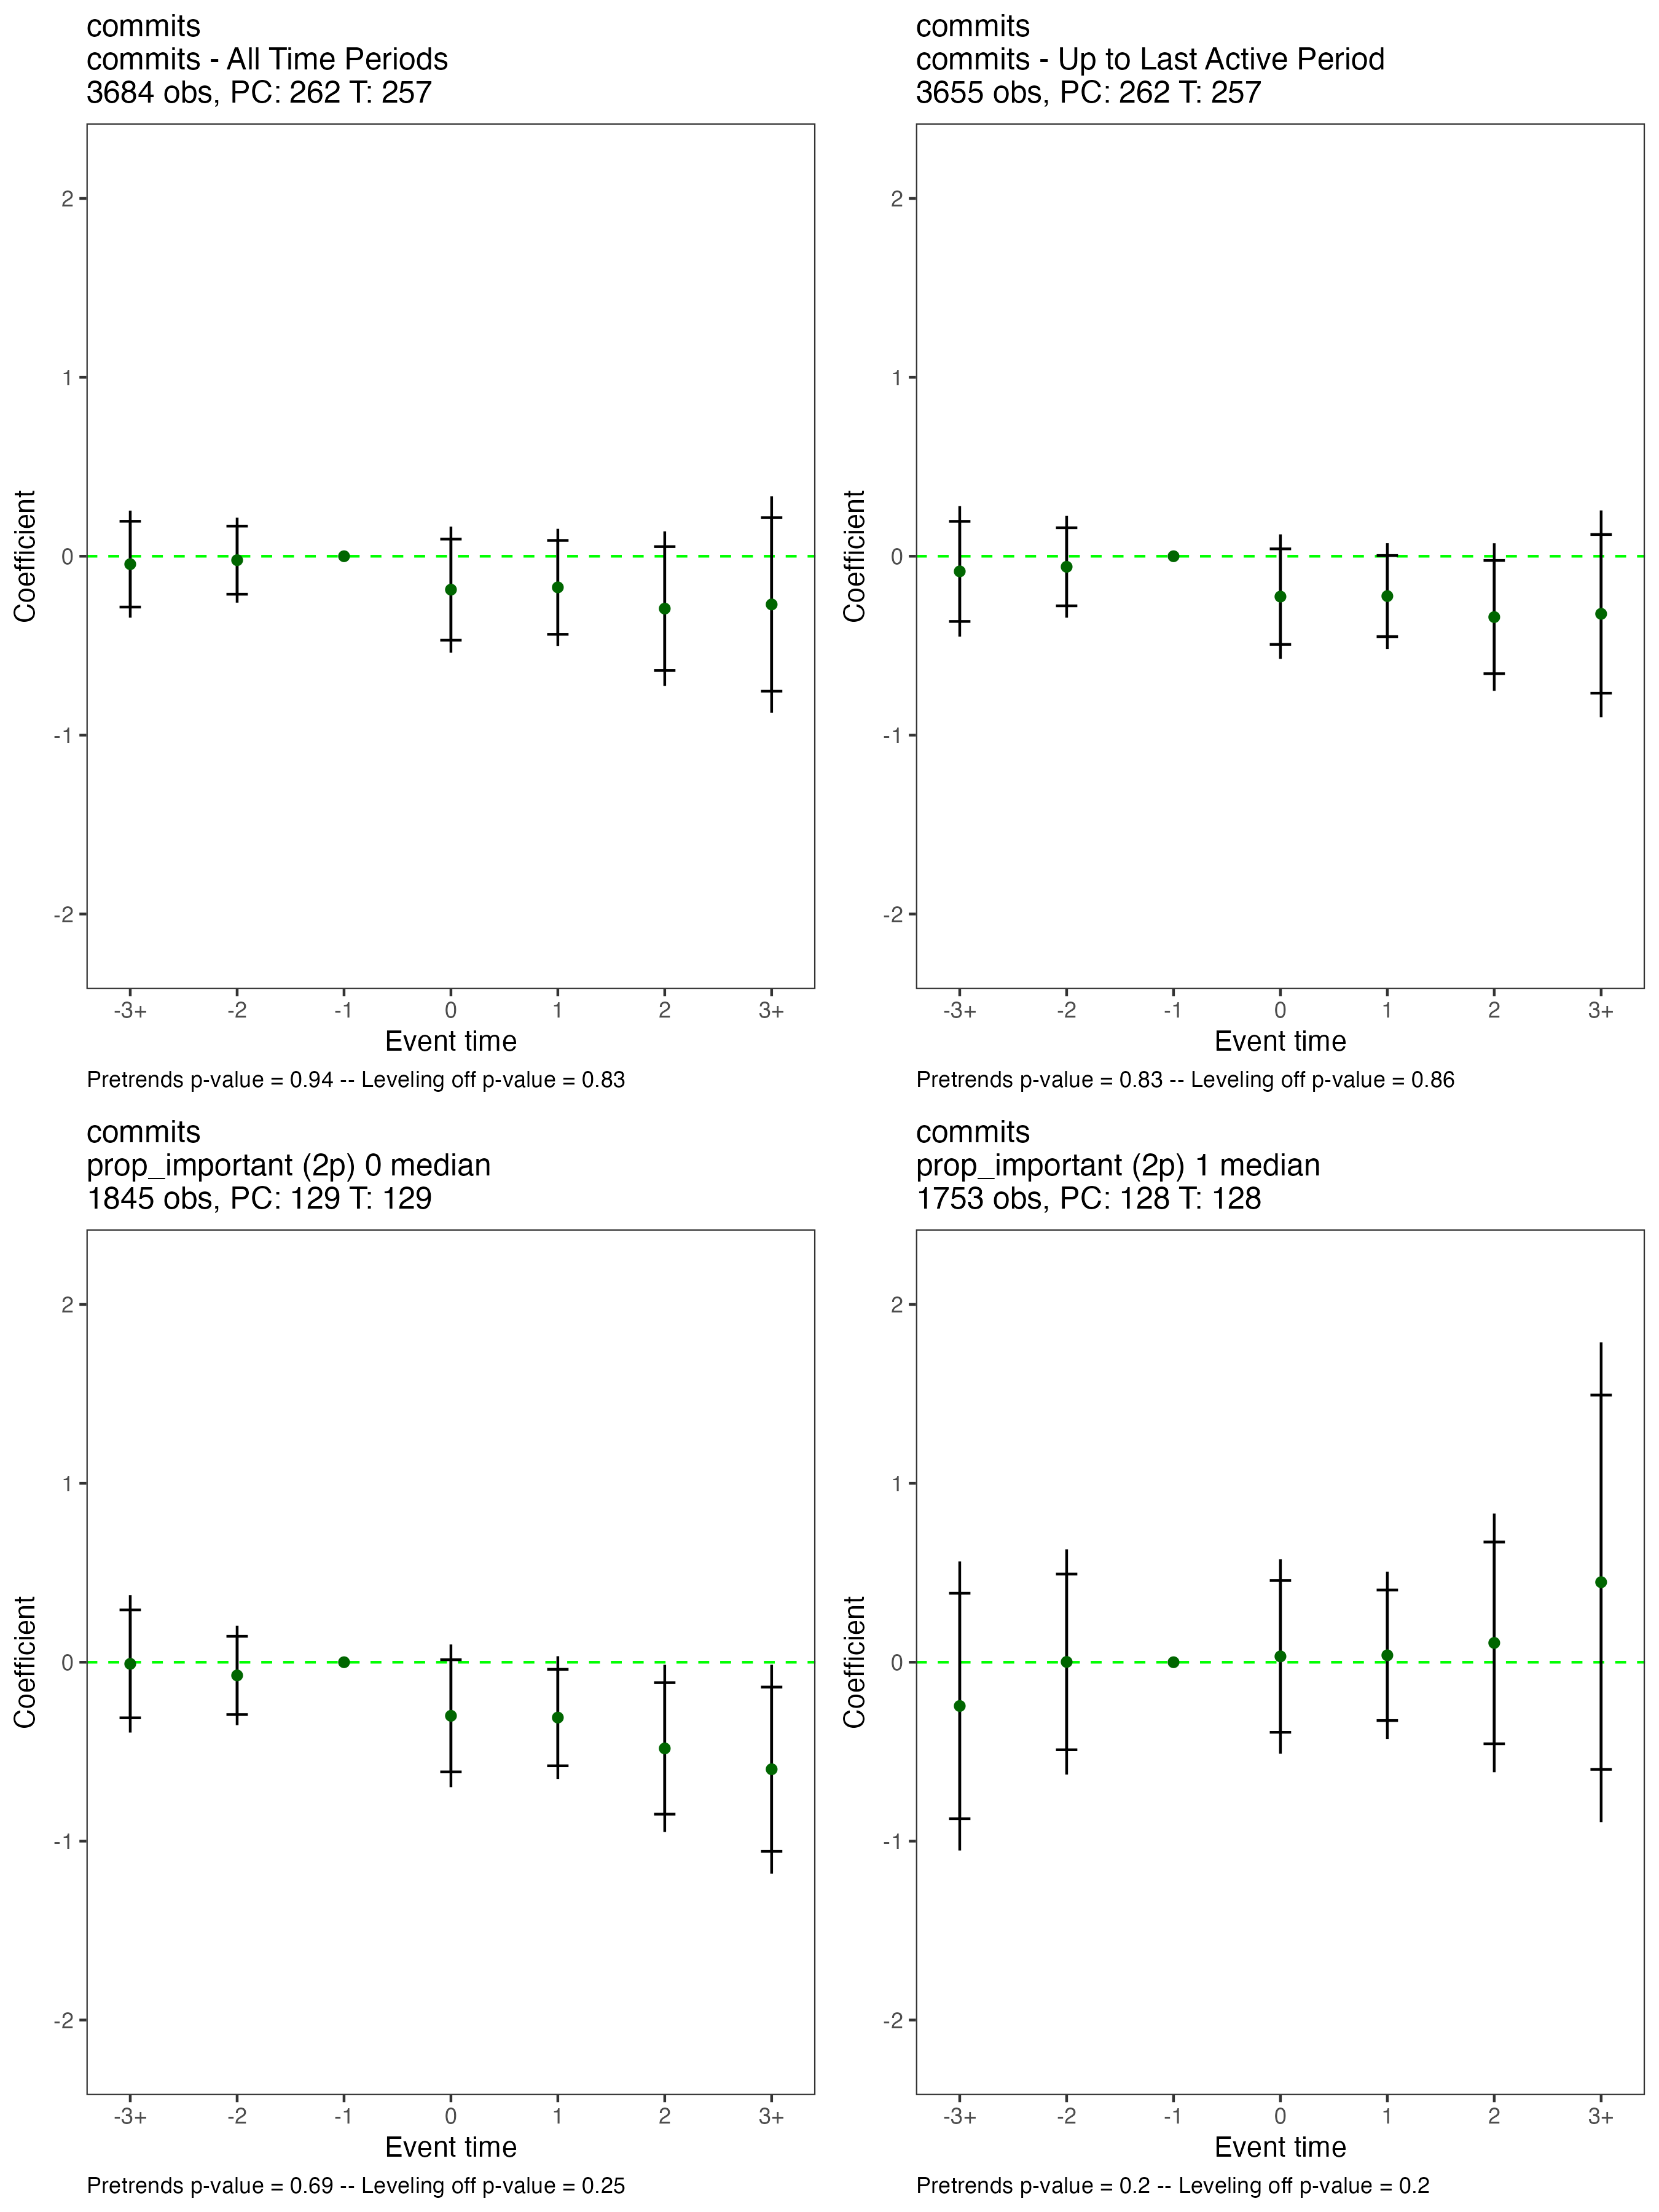 commits
commits - All Time Periods
3684 obs, PC: 262 T: 257
2
1
0
-1
-2
Coefficient
-3+ -2 -1 0 1 2 3+
Event time
Pretrends p-value = 0.94 -- Leveling off p-value = 0.83
commits
commits - Up to Last Active Period
3655 obs, PC: 262 T: 257
2
1
0
-1
-2
Coefficient
-3+ -2 -1 0 1 2 3+
Event time
Pretrends p-value = 0.83 -- Leveling off p-value = 0.86
commits
prop_important (2p) 0 median
1845 obs, PC: 129 T: 129
2
1
0
-1
-2
Coefficient
-3+ -2 -1 0 1 2 3+
Event time
Pretrends p-value = 0.69 -- Leveling off p-value = 0.25
commits
prop_important (2p) 1 median
1753 obs, PC: 128 T: 128
2
1
0
-1
-2
Coefficient
-3+ -2 -1 0 1 2 3+
Event time
Pretrends p-value = 0.2 -- Leveling off p-value = 0.2